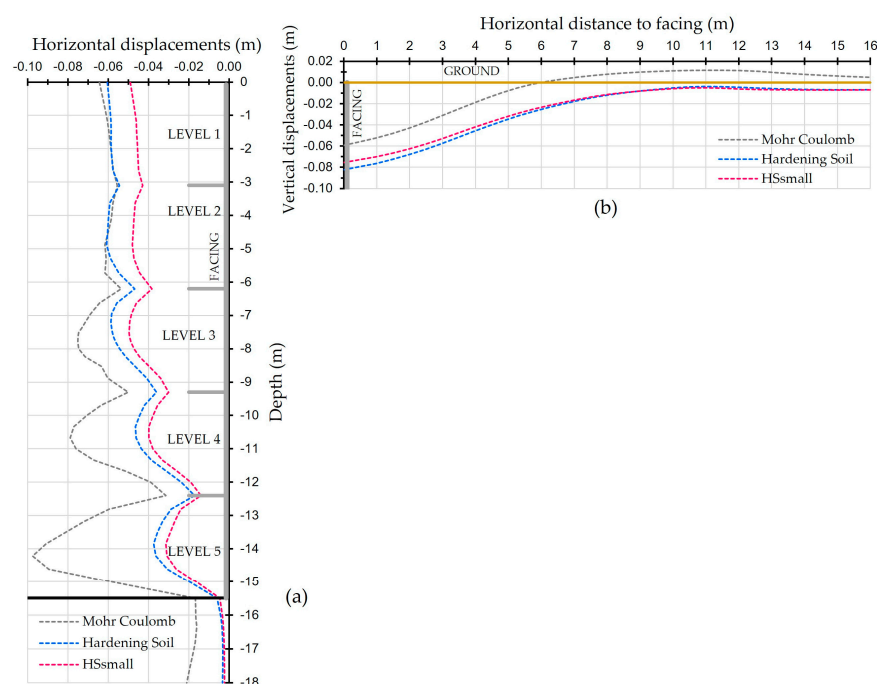 Horizontal displacements (m)
-0.10 -0.08 -0.06 -0.04 -0.02 0.00
0
-1
-2
-3
-4
-5
-6
-7
-8
-9
-10
-11
-12
-13
-14
-15
-16
-17
-18
Depth (m)
LEVEL 1
LEVEL 2
FACING
LEVEL 3
LEVEL 4
LEVEL 5
Mohr Coulomb
Hardening Soil
HSsmall
(a)
Horizontal distance to facing (m)
0 1 2 3 4 5 6 7 8 9 10 11 12 13 14 15 16
Vertical displacements (m)
0.02
0.00
-0.02
-0.04
-0.06
-0.08
-0.10
GROUND
FACING
Mohr Coulomb
Hardening Soil
HSsmall
(b)